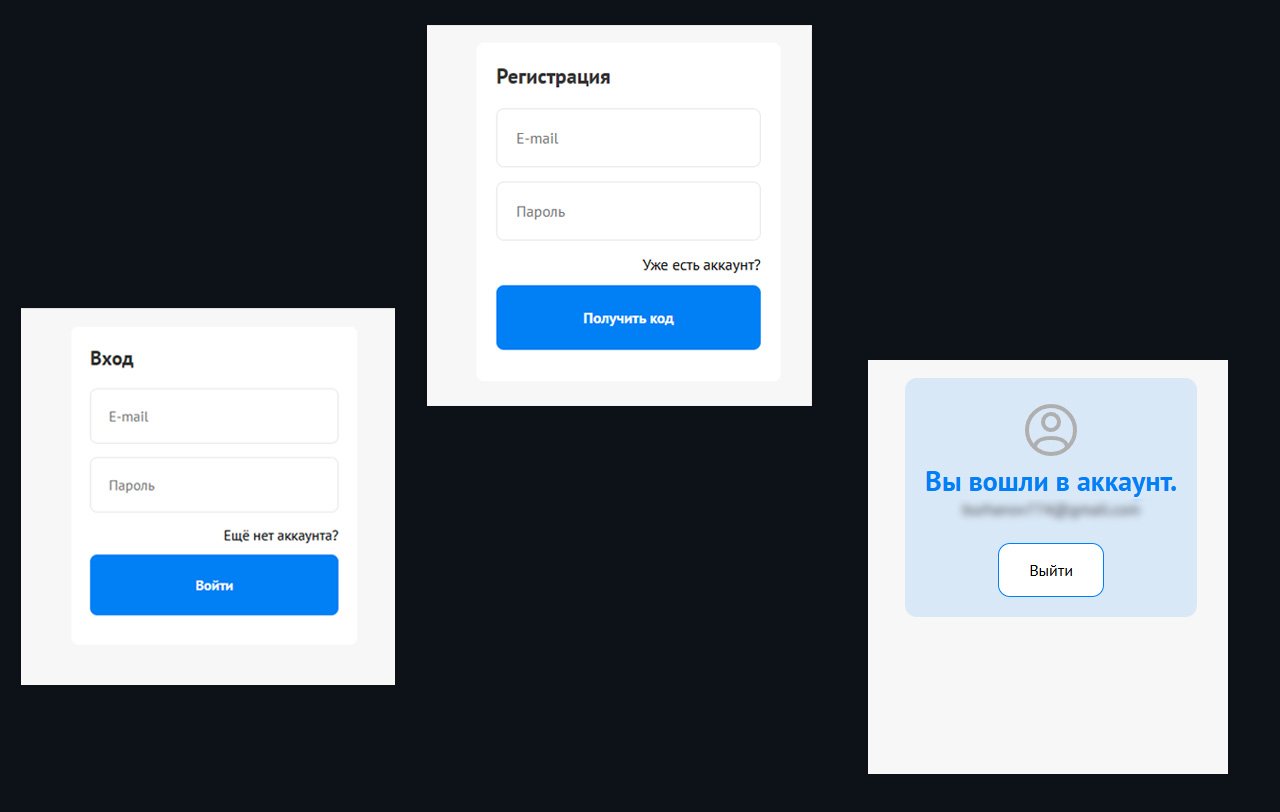 Регистрация
E-mail
Пароль
Уже есть аккаунт?
Получить код
Вход
E-mail
Пароль
Ещё нет аккаунта?
Войти
Вы вошли в аккаунт.
Выйти